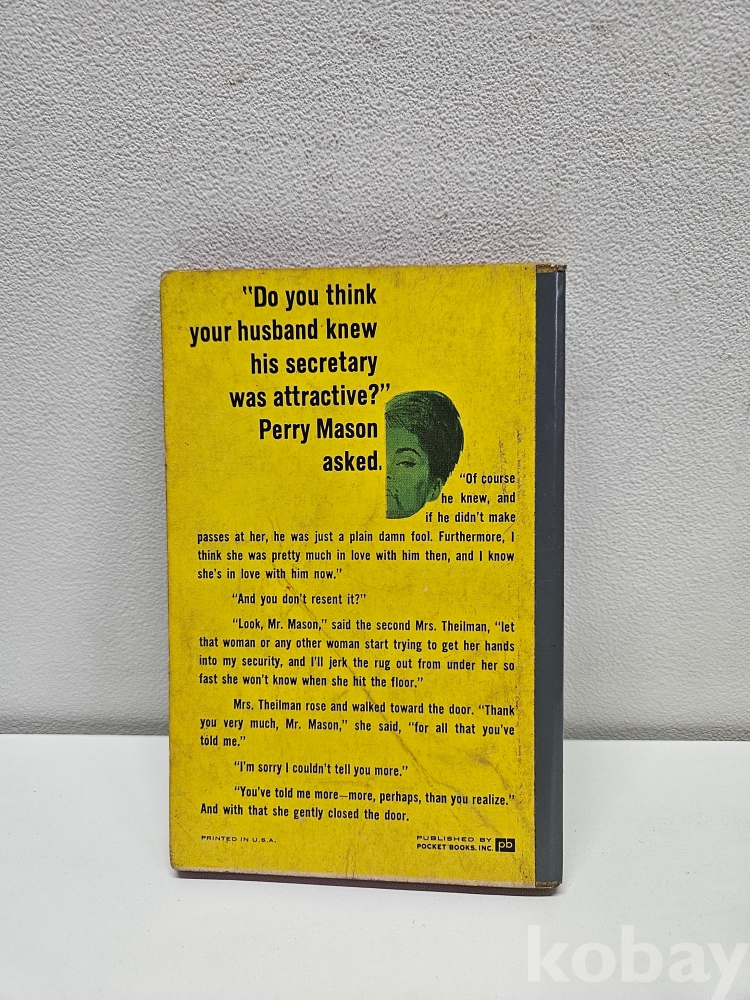 "Do you think
your husband knew
his secretary
was attractive?"
Perry Mason
asked.
"Of course
he knew, and
if he didn't make
passes at her, he was just a plain damn fool. Furthermore, I
think she was pretty much in love with him then, and I know
she's in love with him now."
"And you don't resent it?"
"Look, Mr. Mason," said the second Mrs. Theilman, "let
that woman or any other woman start trying to get her hands
into my security, and I'll jerk the rug out from under her so
fast she won't know when she hit the floor."
Mrs. Theilman rose and walked toward the door. "Thank
you very much, Mr. Mason," she said, "for all that you've
told me."
"I'm sorry I couldn't tell you more."
"You've told me more—more, perhaps, than you realize."
And with that she gently closed the door.
PRINTED IN U.S.A.
PUBLISHED BY
POCKET BOOKS, INC. pb
kobay